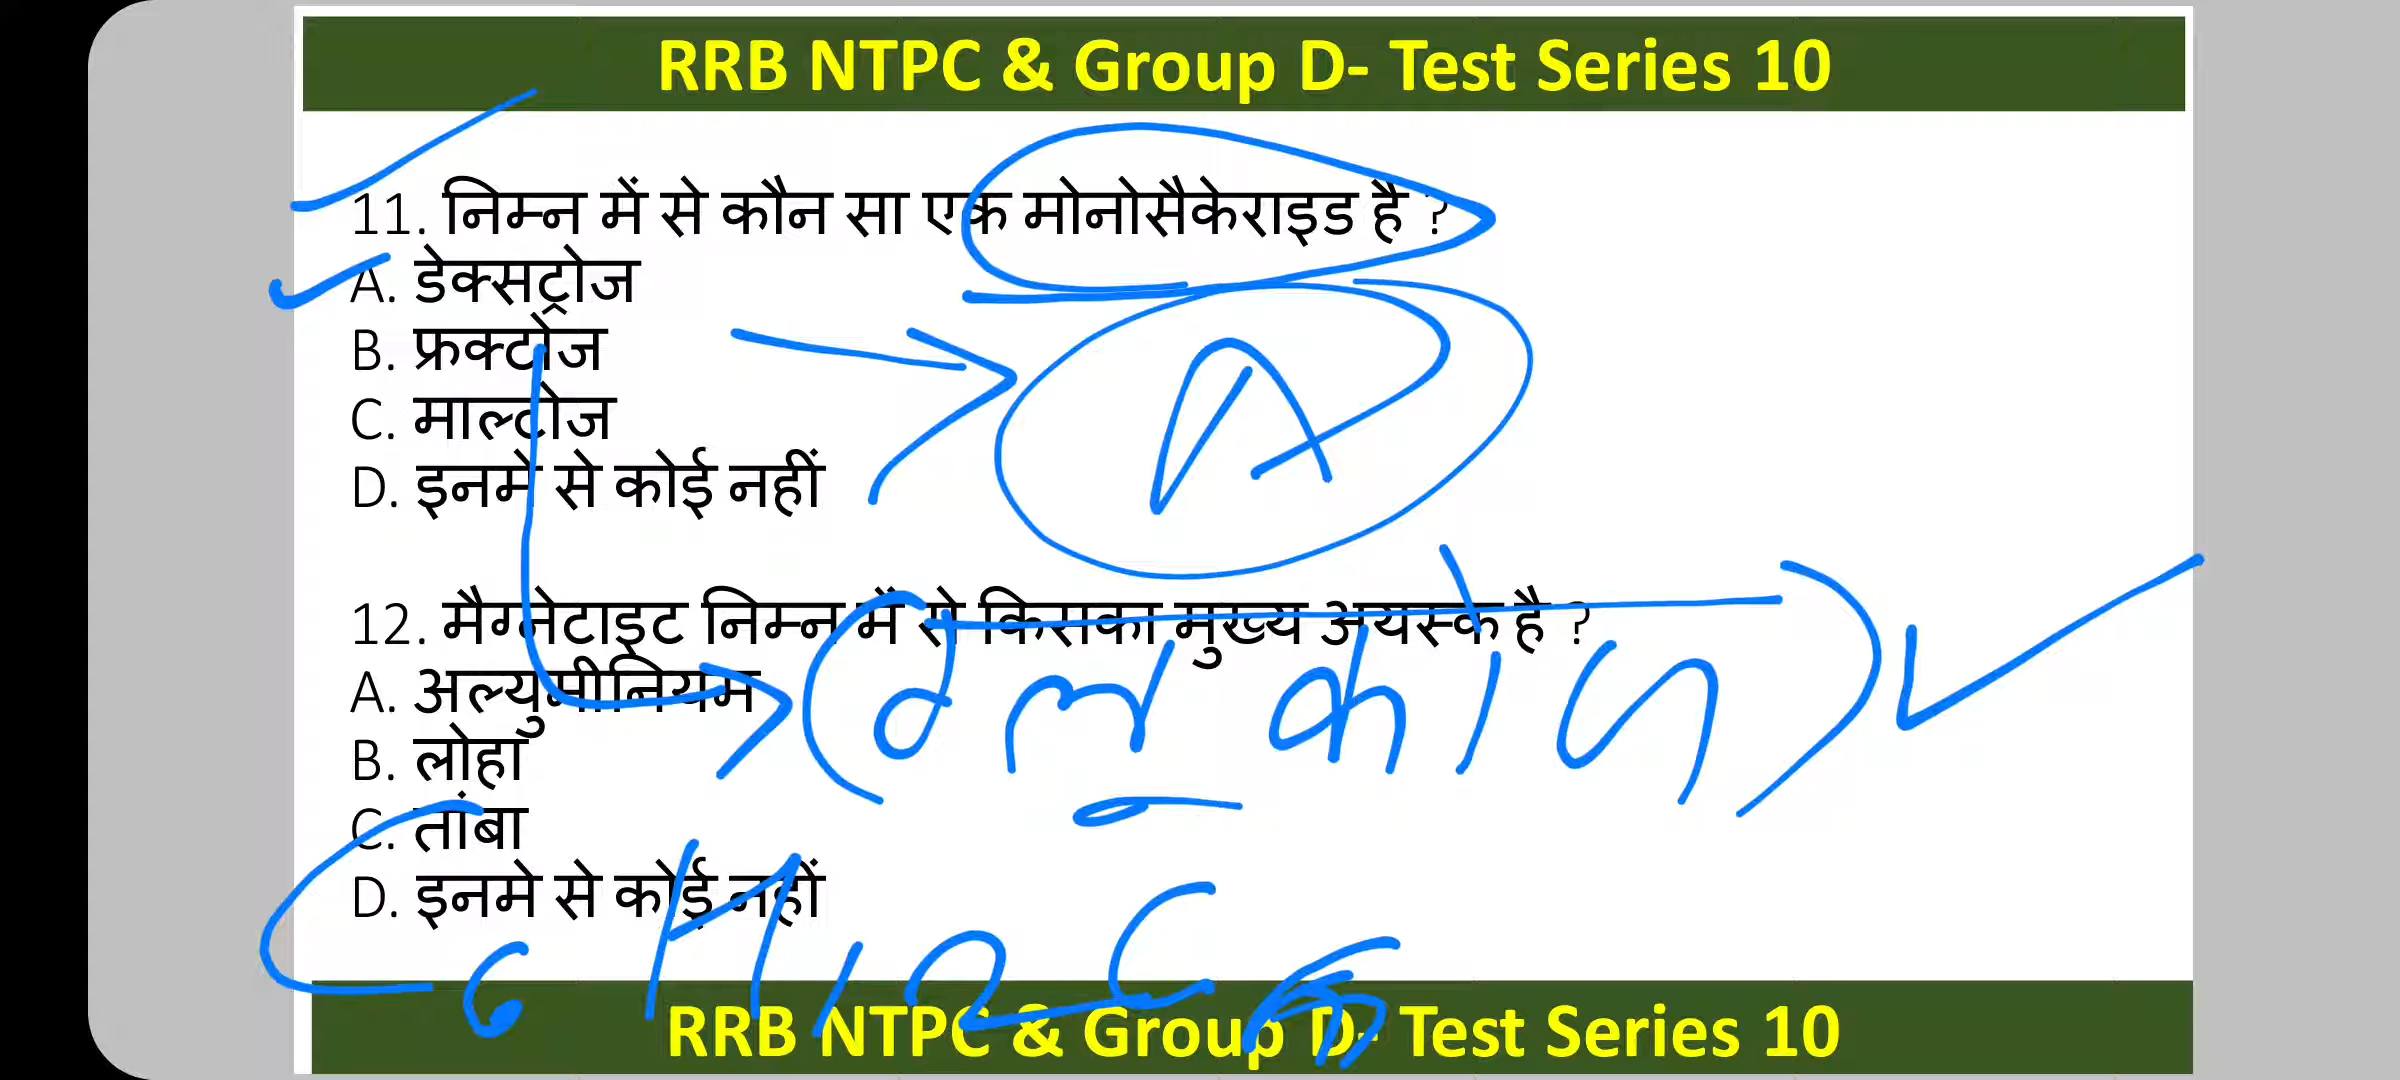 RRB NTPC & Group D- Test Series 10
11. निम्न में से कौन सा एक मोनोसैकेराइड है ?
A. डेक्सट्रोज
B. फ्रक्टोज
A
C. माल्टोज
D. इनमे से कोई नहीं
12. मैग्नेटाइट निम्न में से किसका मुख्य अयस्क है ?
A. अल्युमीनियम
B. लोहा
C. तांबा
D. इनमे से कोई नहीं
RRB NTPC & Group D- Test Series 10